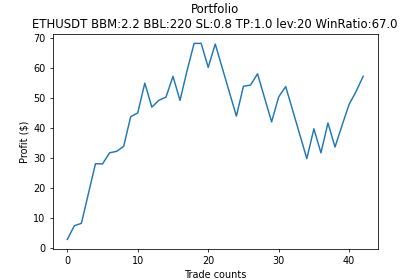 Portfolio
ETHUSDT BBM:2.2 BBL:220 SL:0.8 TP:1.0 lev:20 WinRatio:67.0
70
60
50
40
30
20
10
0
Profit ($)
0 10 20 30 40
Trade counts